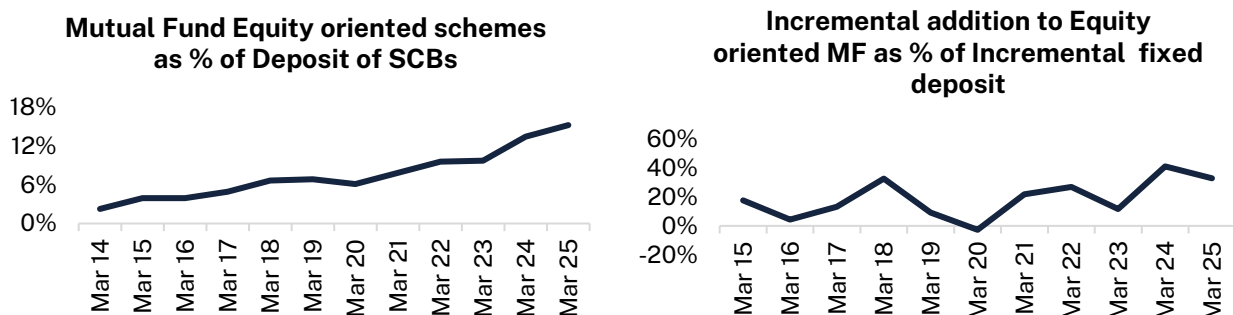 Mutual Fund Equity oriented schemes
as % of Deposit of SCBs
18%
12%
6%
0%
Mar 14
Mar 15
Mar 16
Mar 17
Mar 18
Mar 19
Mar 20
Mar 21
Mar 22
Mar 23
Mar 24
Mar 25
Incremental addition to Equity
oriented MF as % of Incremental fixed
deposit
60%
40%
20%
0%
-20%
Mar 15
Mar 16
Mar 17
Mar 18
Mar 19
Mar 20
Mar 21
Mar 22
Mar 23
Mar 24
Mar 25